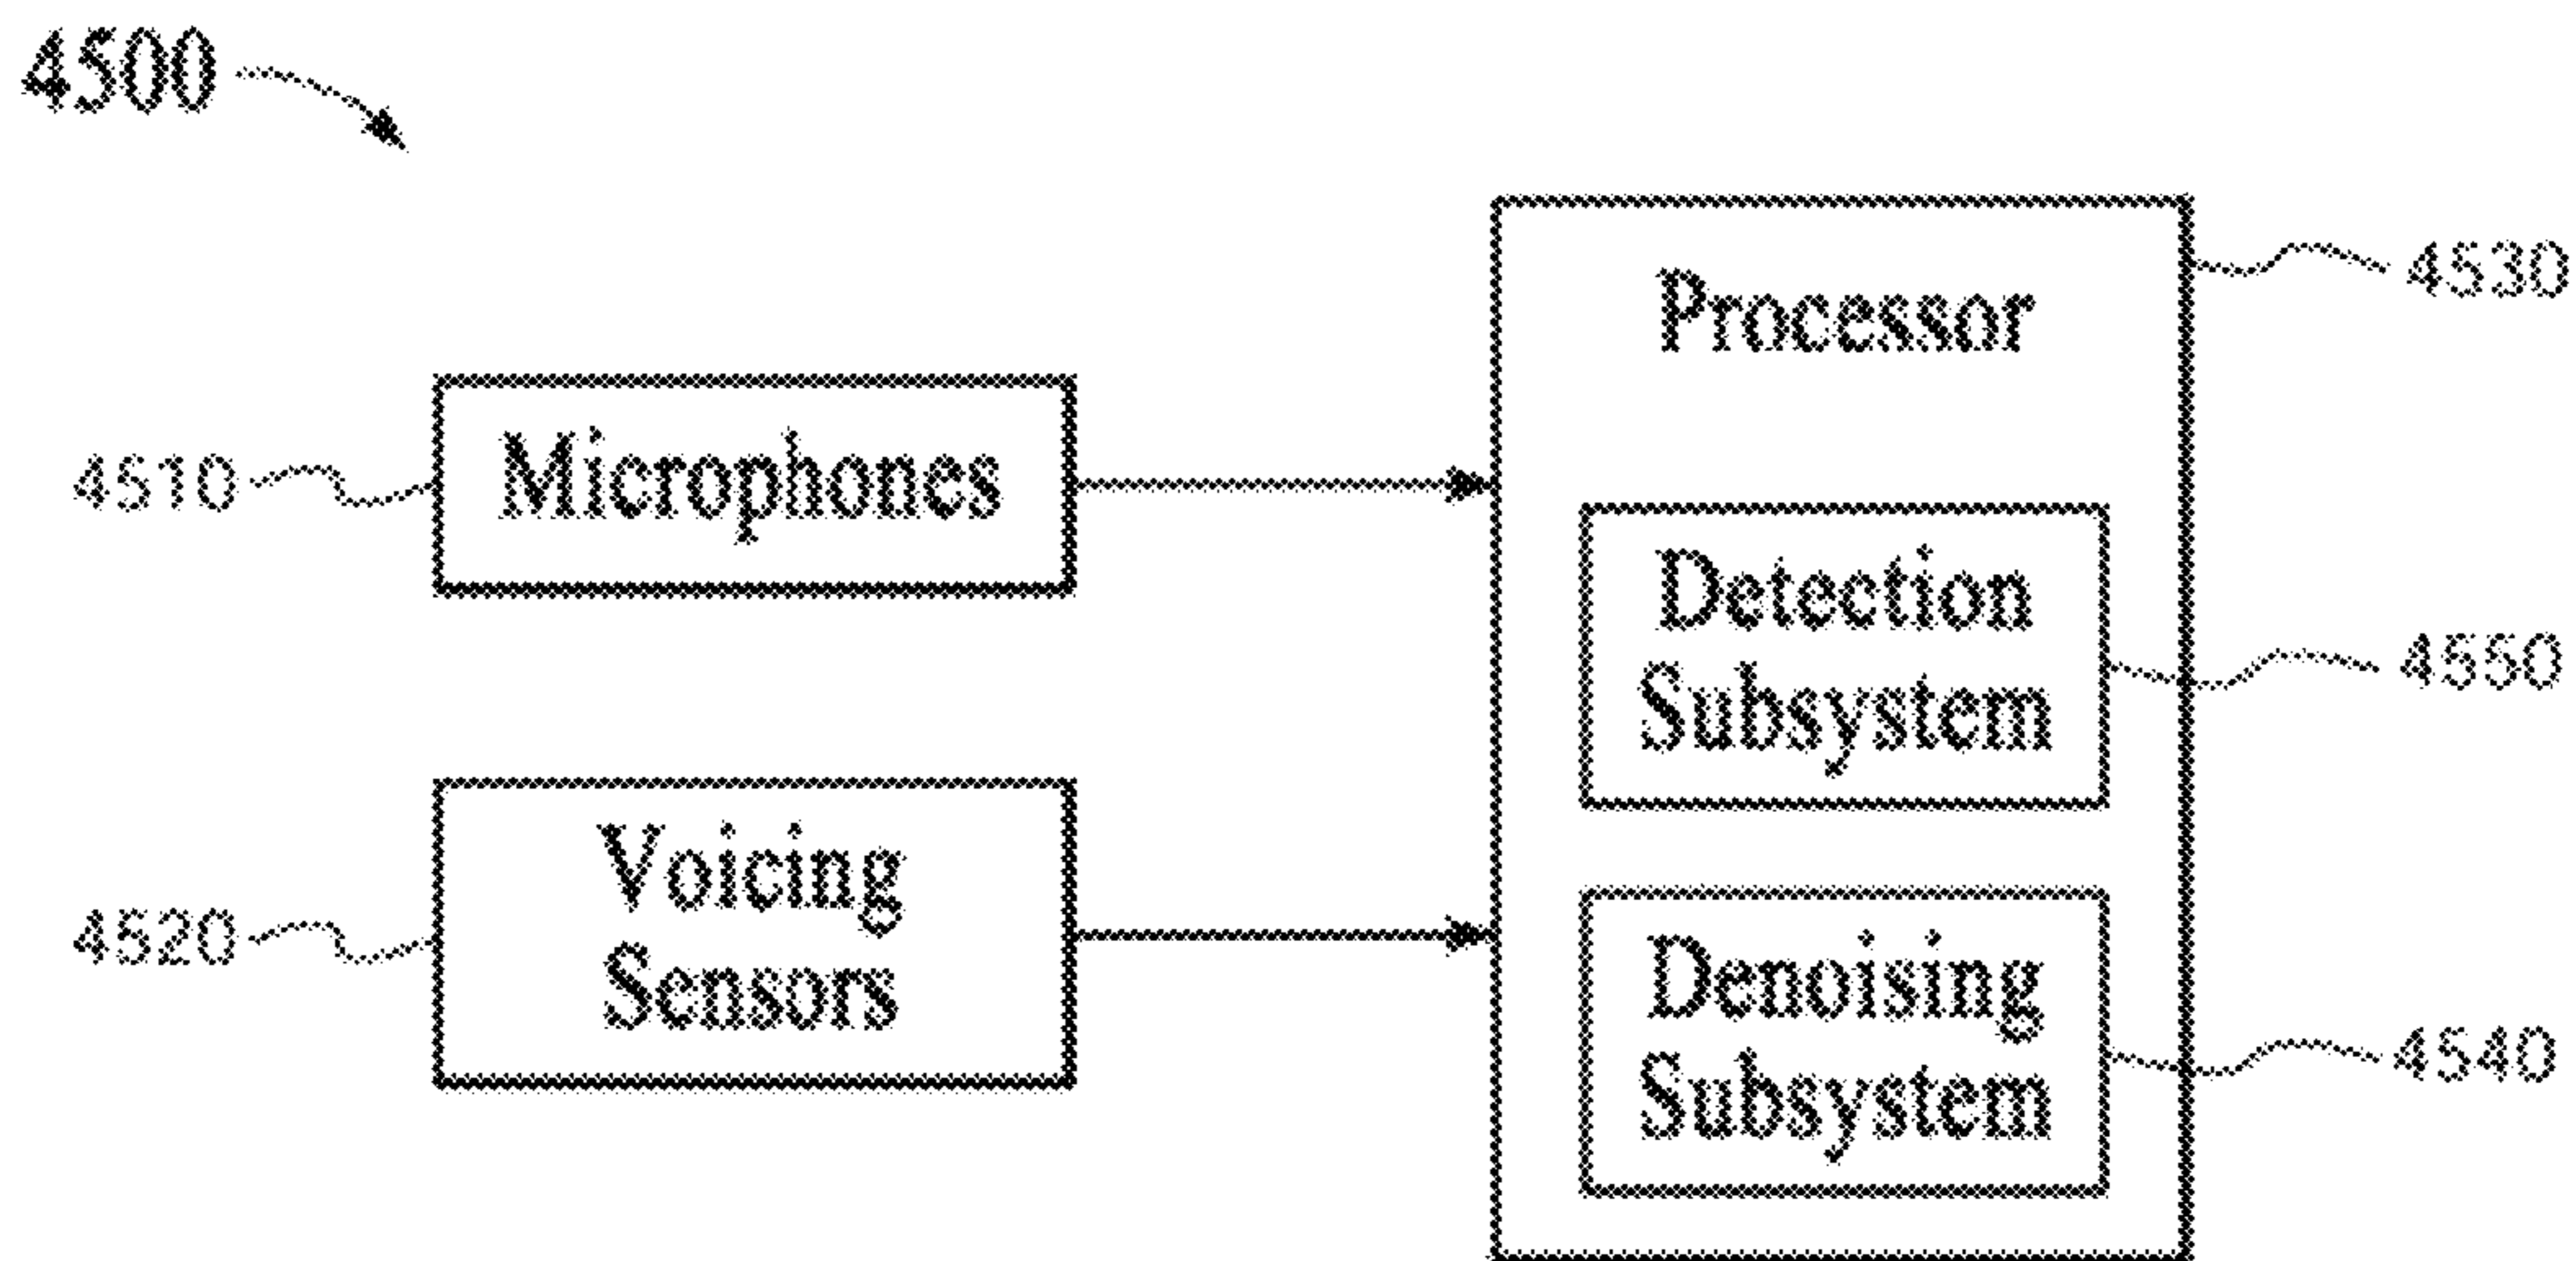 4500
Processor
4530
4510
Microphones
Detection
Subsystem
4550
4520
Voicing
Sensors
Denoising
Subsystem
4540